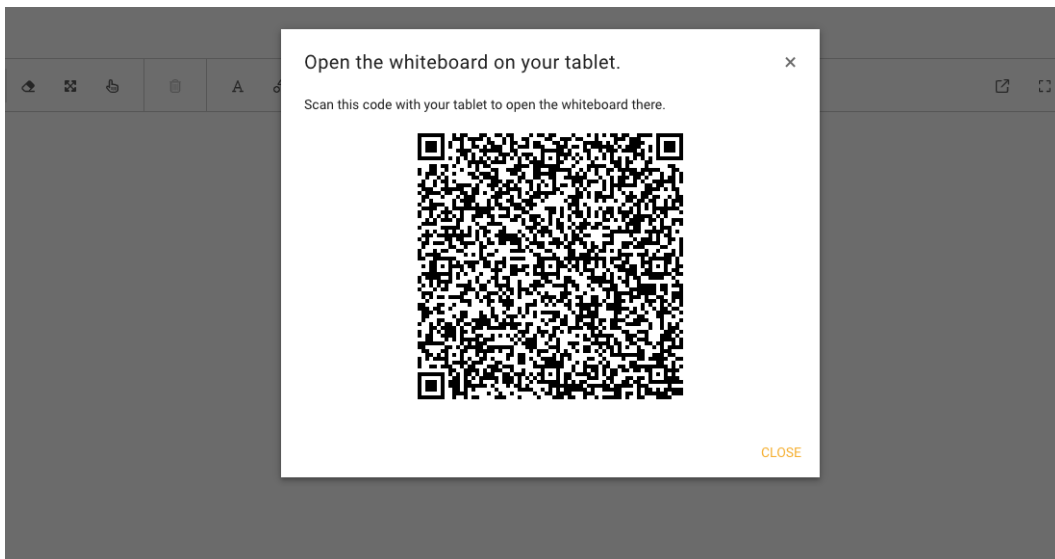 Open the whiteboard on your tablet.
Scan this code with your tablet to open the whiteboard there.
A
CLOSE